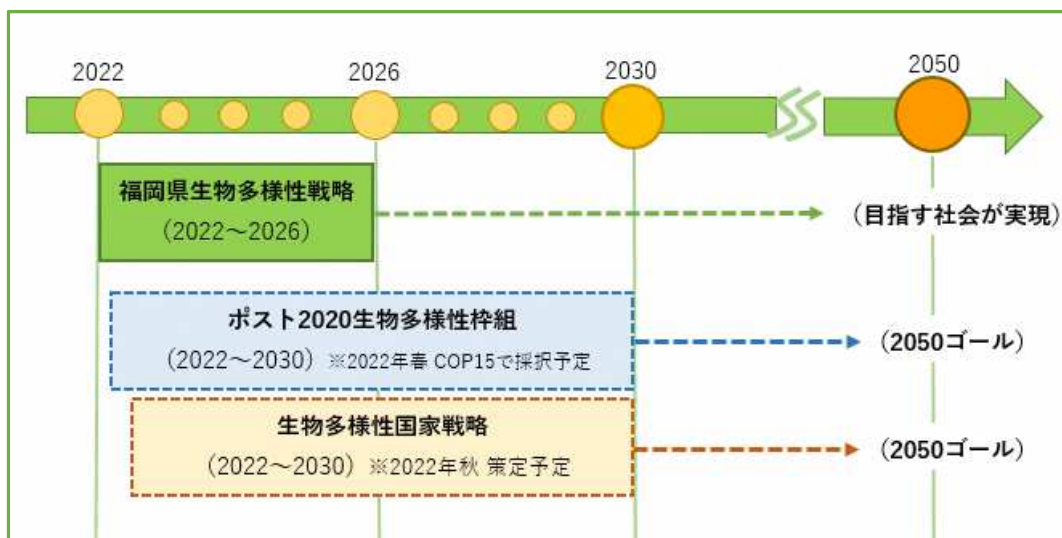 2022
2026
2030
2050
福岡県生物多様性戦略
（2022～2026）
（目指す社会が実現）
ポスト2020生物多様性枠組
（2022～2030）※2022年春 COP15で採択予定
（2050ゴール）
生物多様性国家戦略
（2022～2030）※2022年秋 策定予定
（2050ゴール）